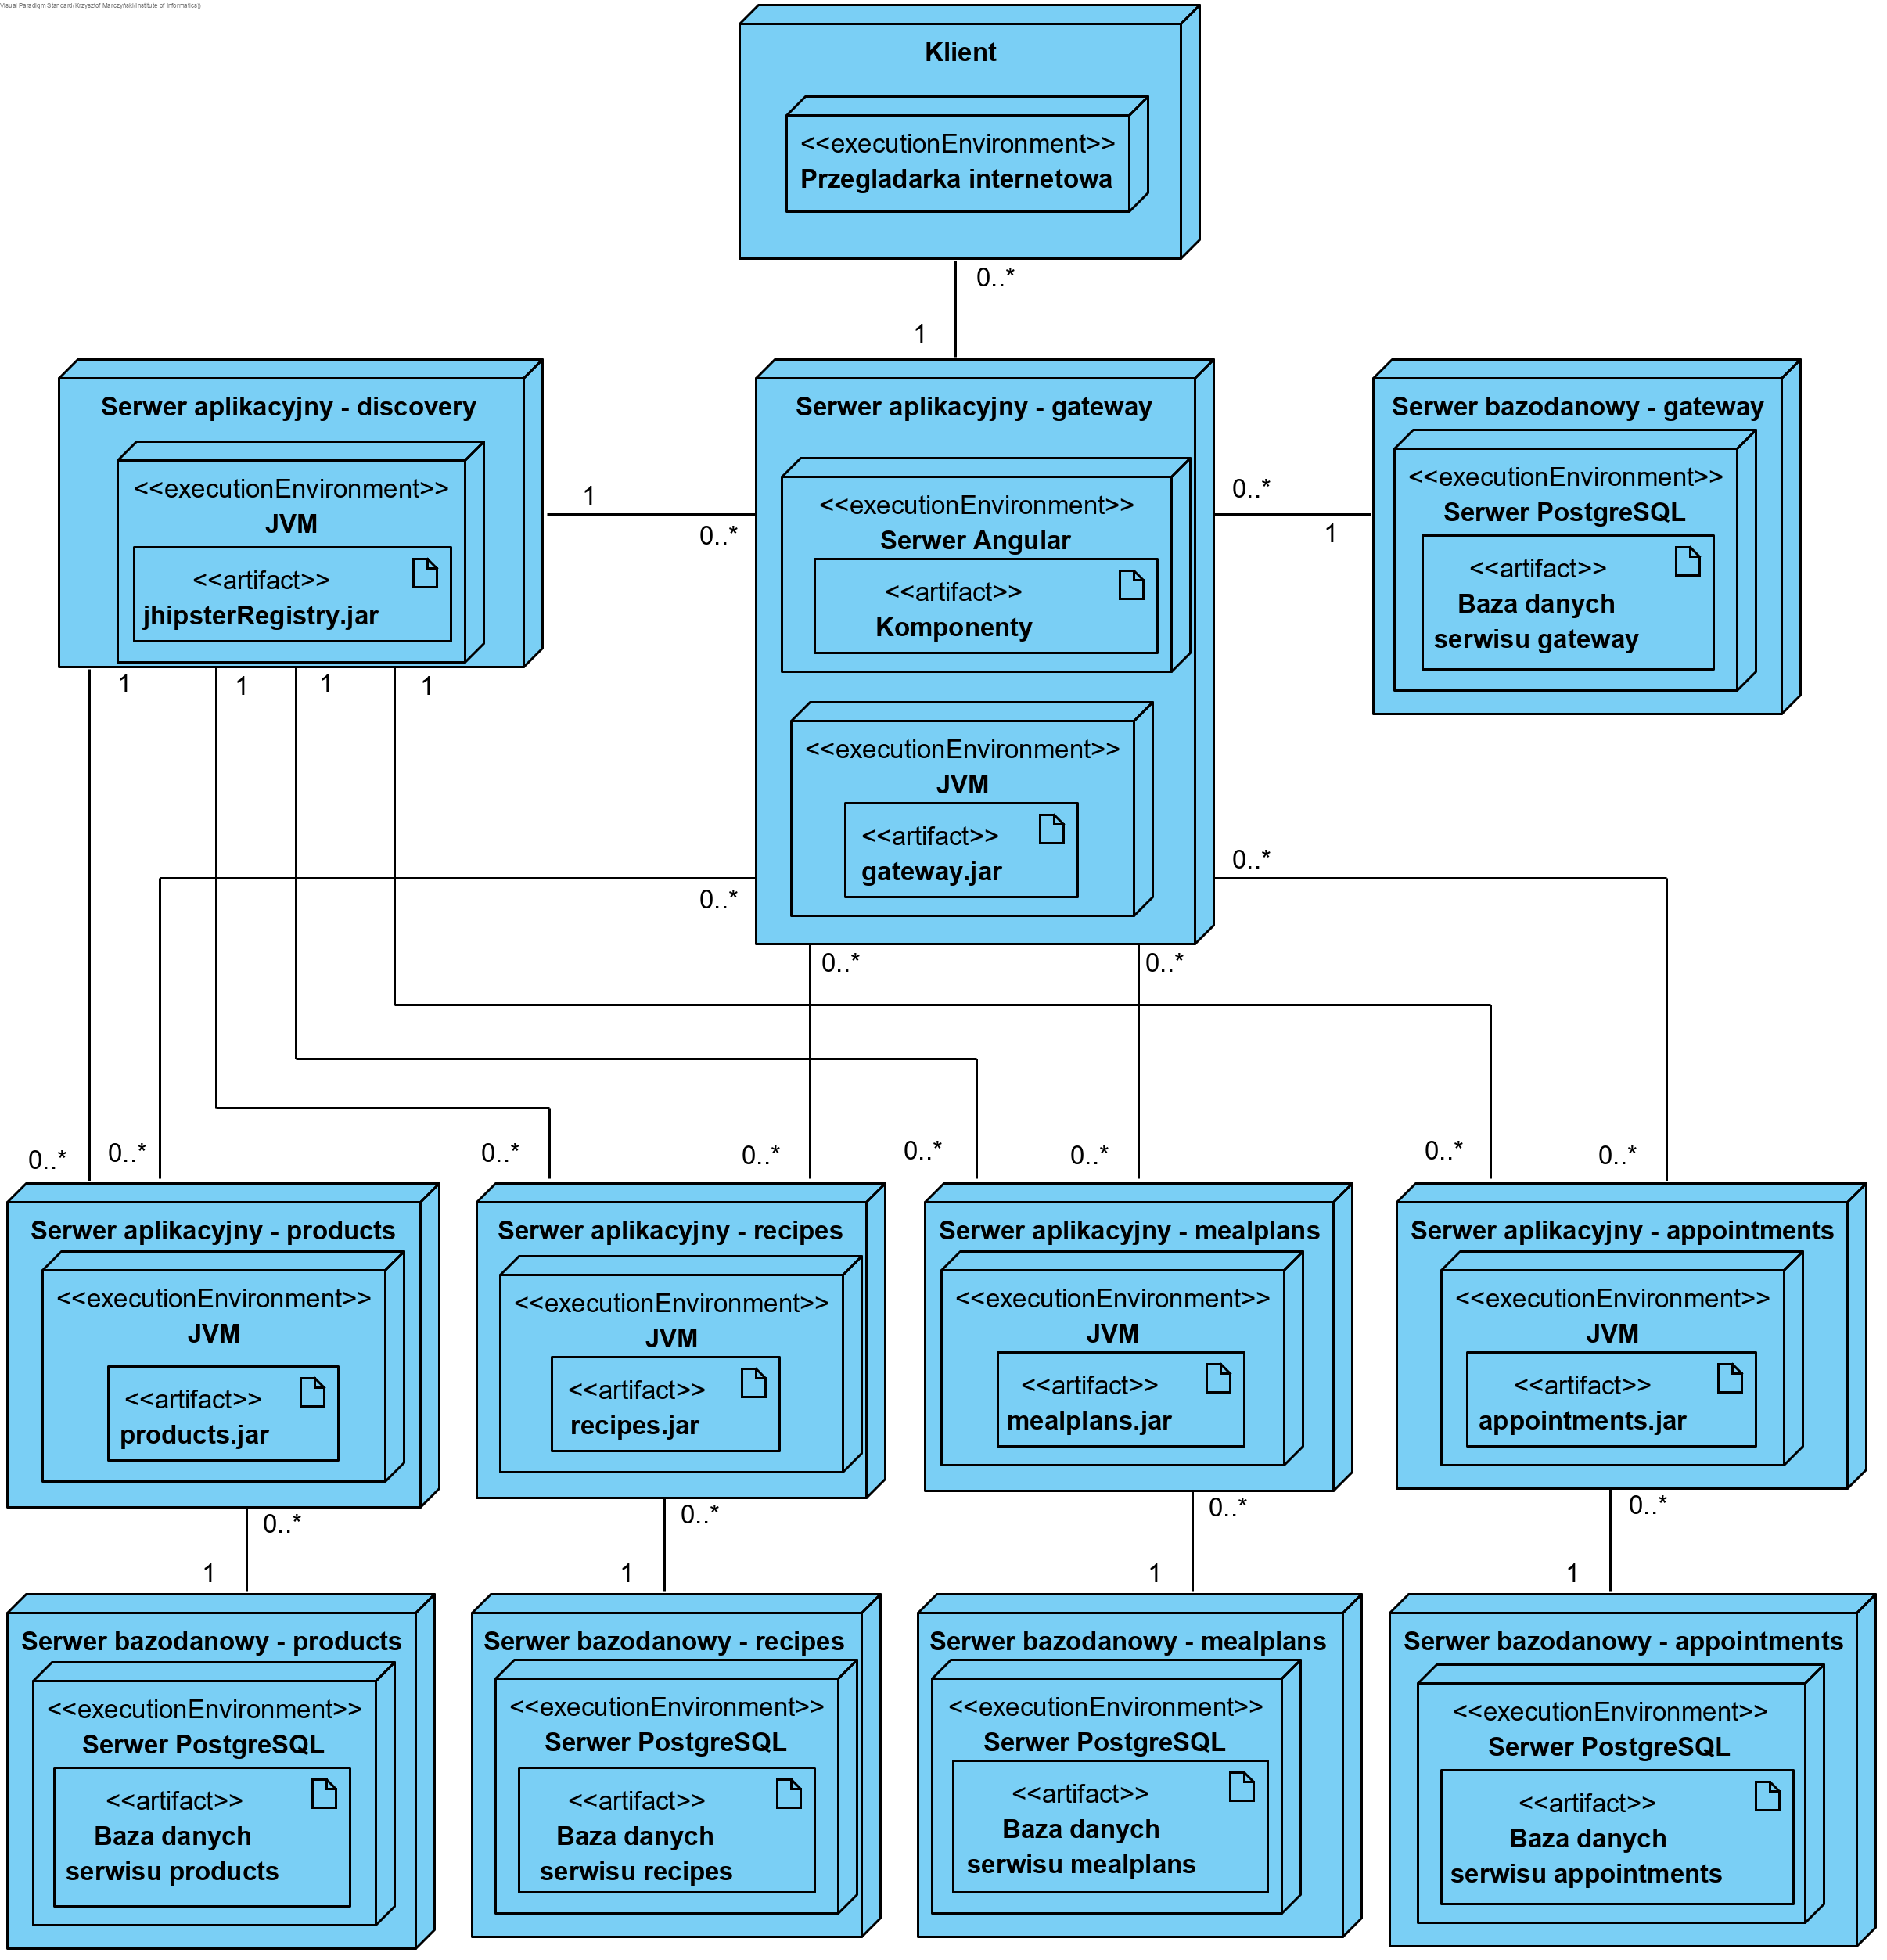 Visual Paradigm Standard(Krzysztof Marczyński(Institute of Informatics))
Klient
<<executionEnvironment>>
Przegladarka internetowa
0..*
1
Serwer aplikacyjny - discovery
<<executionEnvironment>>
JVM
<<artifact>>
jhipsterRegistry.jar
1
0..*
Serwer aplikacyjny - gateway
<<executionEnvironment>>
Serwer Angular
<<artifact>>
Komponenty
<<executionEnvironment>>
JVM
<<artifact>>
gateway.jar
0..*
1
Serwer bazodanowy - gateway
<<executionEnvironment>>
Serwer PostgreSQL
<<artifact>>
Baza danych
serwisu gateway
1
1
1
1
0..*
0..*
0..*
0..*
0..*
0..*
0..*
0..*
0..*
0..*
0..*
0..*
Serwer aplikacyjny - products
<<executionEnvironment>>
JVM
<<artifact>>
products.jar
Serwer aplikacyjny - recipes
<<executionEnvironment>>
JVM
<<artifact>>
recipes.jar
Serwer aplikacyjny - mealplans
<<executionEnvironment>>
JVM
<<artifact>>
mealplans.jar
Serwer aplikacyjny - appointments
<<executionEnvironment>>
JVM
<<artifact>>
appointments.jar
0..*
1
0..*
1
0..*
1
0..*
1
Serwer bazodanowy - products
<<executionEnvironment>>
Serwer PostgreSQL
<<artifact>>
Baza danych
serwisu products
Serwer bazodanowy - recipes
<<executionEnvironment>>
Serwer PostgreSQL
<<artifact>>
Baza danych
serwisu recipes
Serwer bazodanowy - mealplans
<<executionEnvironment>>
Serwer PostgreSQL
<<artifact>>
Baza danych
serwisu mealplans
Serwer bazodanowy - appointments
<<executionEnvironment>>
Serwer PostgreSQL
<<artifact>>
Baza danych
serwisu appointments